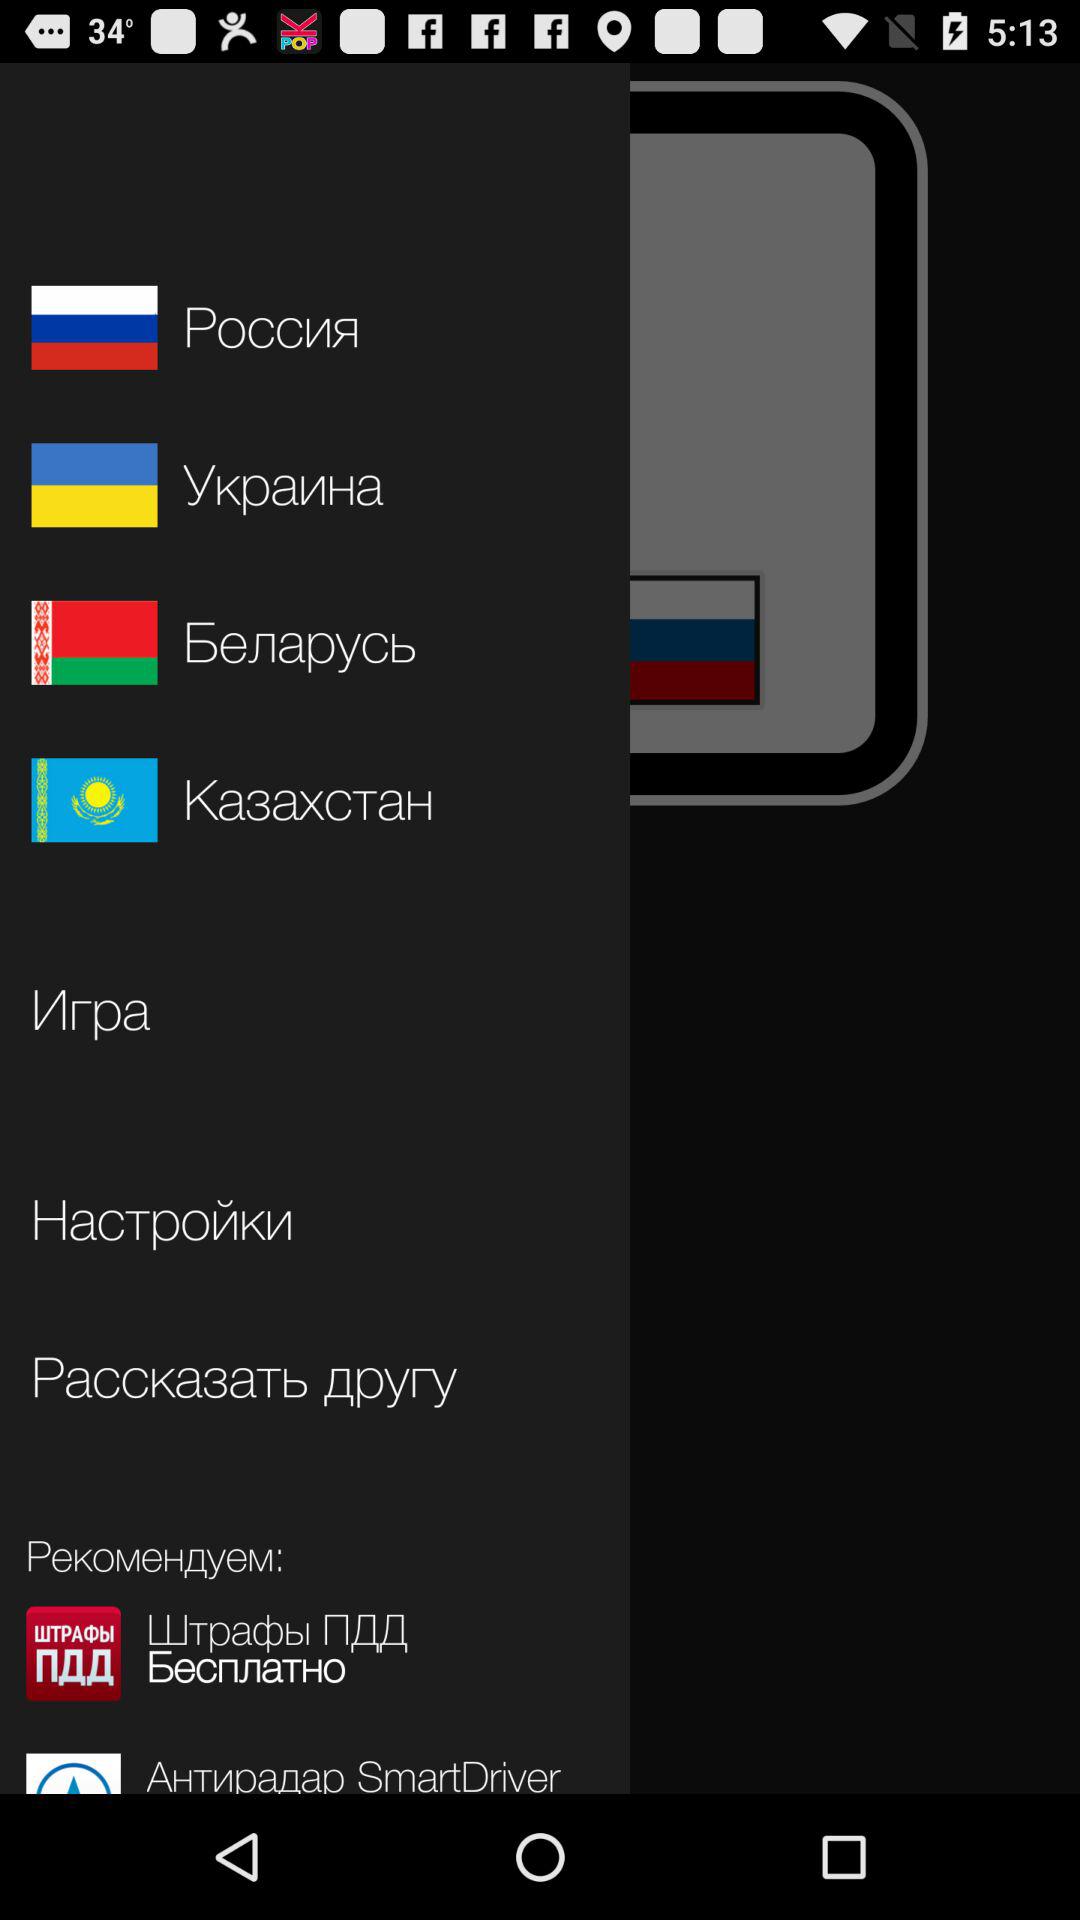 34° K POP 5:13
Россия
Украина
Беларусь
Казахстан
Игра
Настройки
Рассказать другу
Рекомендуем:
ШТРАФЫ ПДД
Штрафы ПДД
Бесплатно
Антирадар SmartDriver